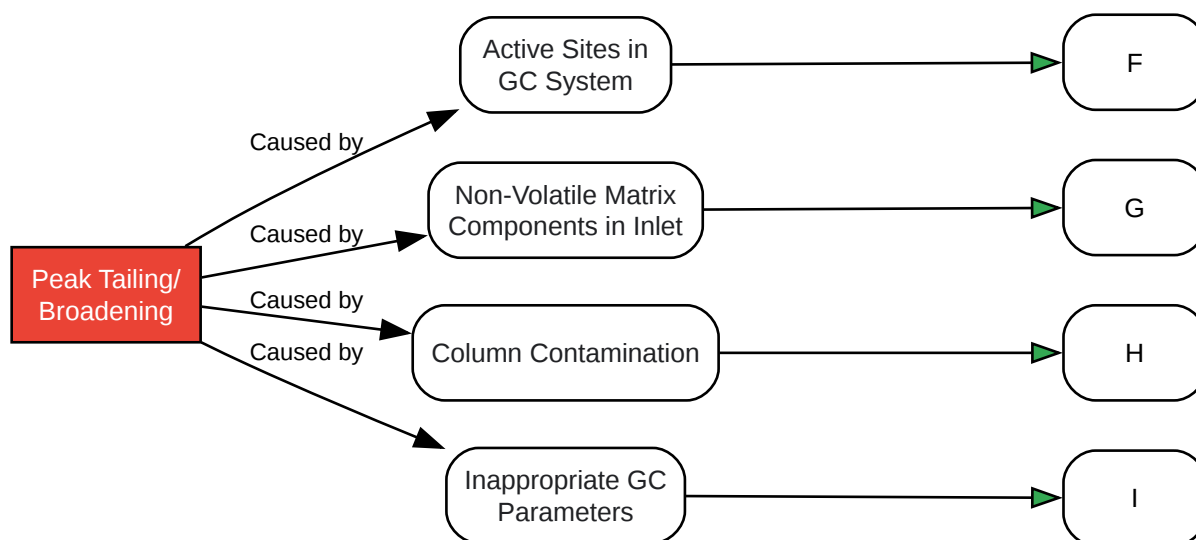 Active Sites in
GC System
F
Caused by
Non-Volatile Matrix
Components in Inlet
G
Caused by
Peak Tailing/
Broadening
Caused by
Column Contamination
H
Caused by
Inappropriate GC
Parameters
I